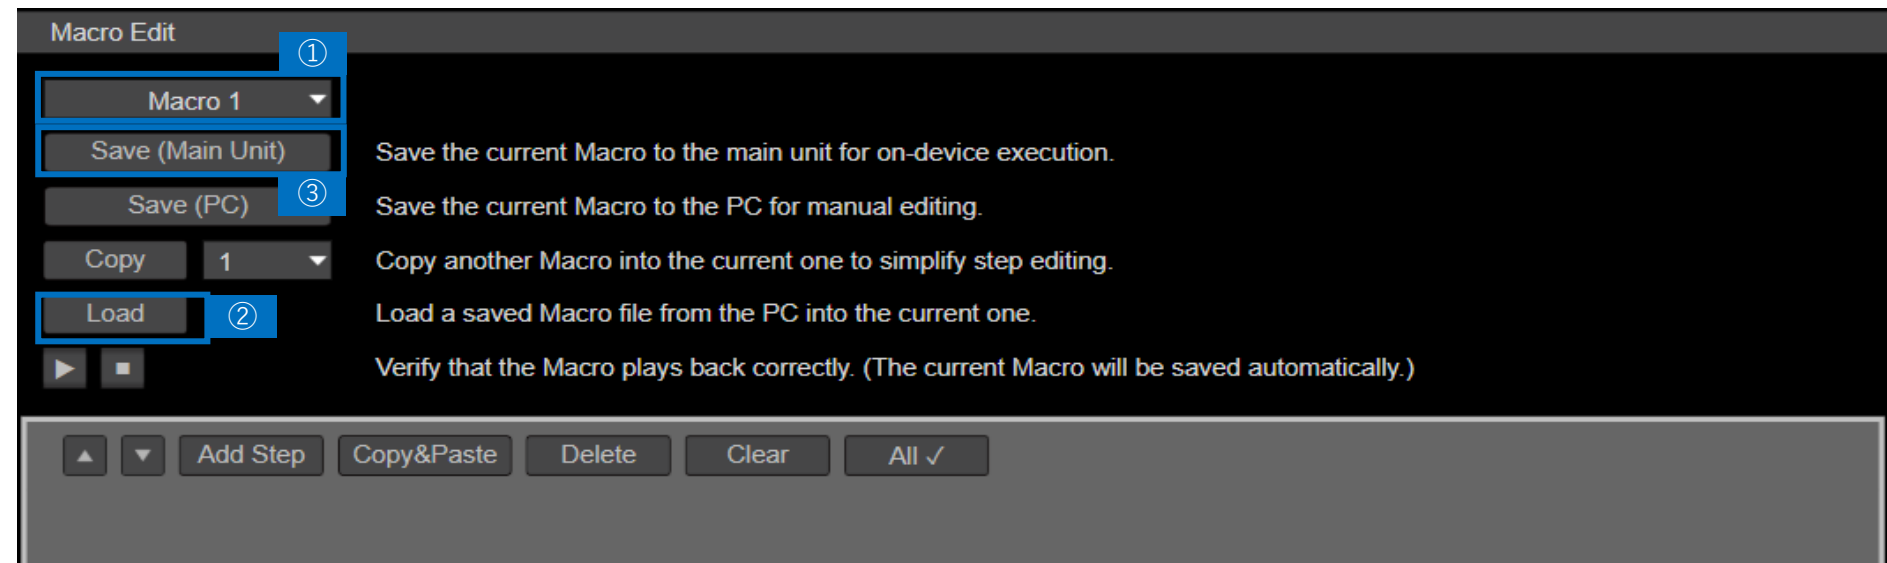 Macro Edit
①
Macro 1
Save (Main Unit) Save the current Macro to the main unit for on-device execution.
③
Save (PC) Save the current Macro to the PC for manual editing.
Copy 1 Copy another Macro into the current one to simplify step editing.
Load ② Load a saved Macro file from the PC into the current one.
Verify that the Macro plays back correctly. (The current Macro will be saved automatically.)
Add Step Copy&Paste Delete Clear All ✓